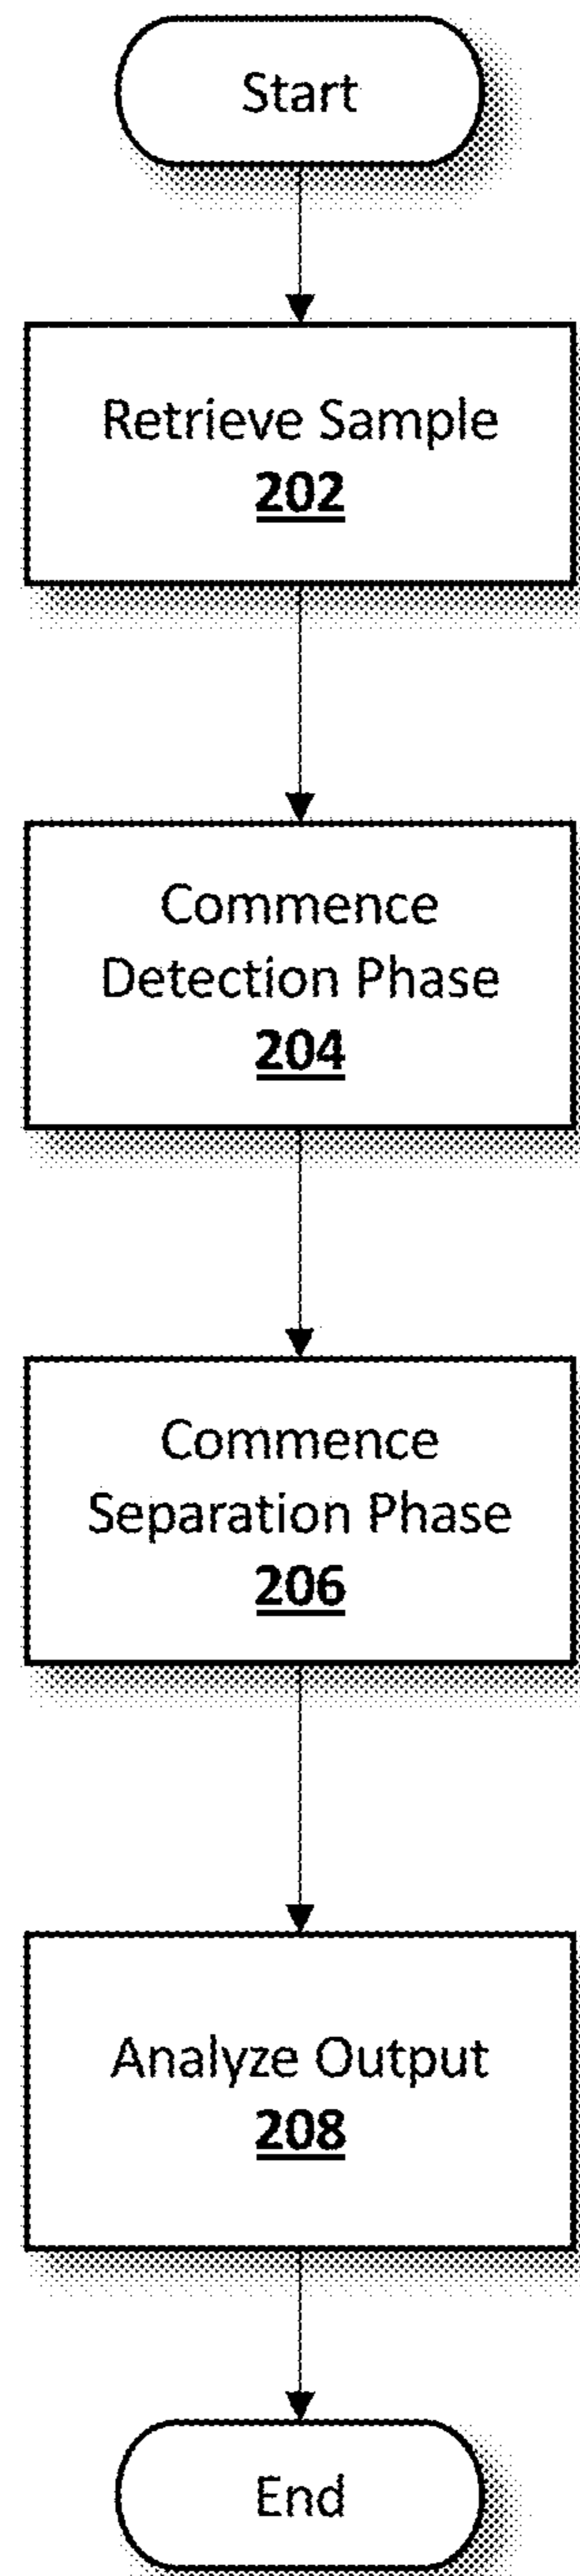 Start
Retrieve Sample
202
Commence
Detection Phase
204
Commence
Separation Phase
206
Analyze Output
208
End